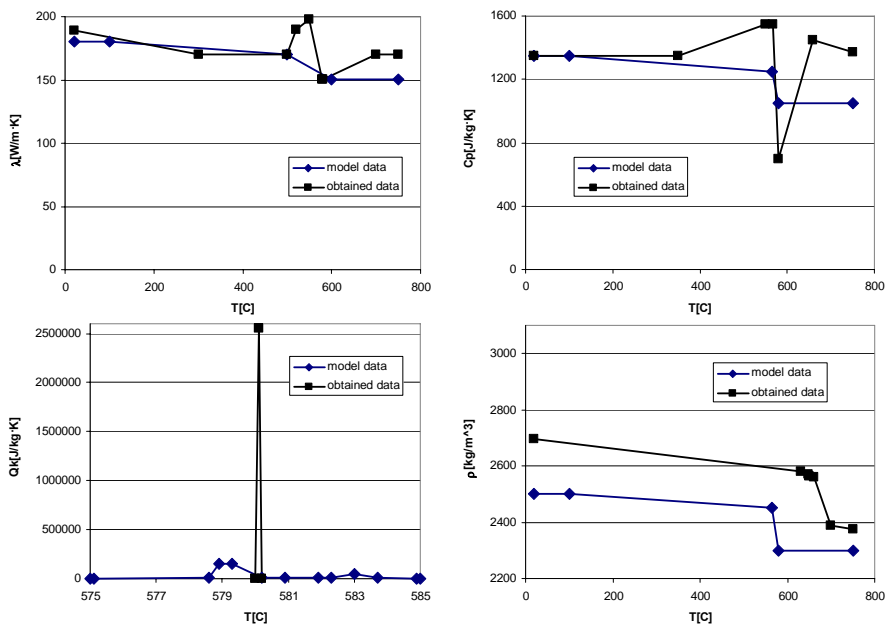 200
150
100
50
0
λ[W/m·K]
model data
obtained data
0 200 400 600 800
T[C]
1600
1200
800
400
0
Cp[J/kg·K]
model data
obtained data
0 200 400 600 800
T[C]
2500000
2000000
1500000
1000000
500000
0
Qk[J/kg·K]
model data
obtained data
575 577 579 581 583 585
T[C]
3000
2800
2600
2400
2200
ρ[kg/m^3]
model data
obtained data
0 200 400 600 800
T[C]